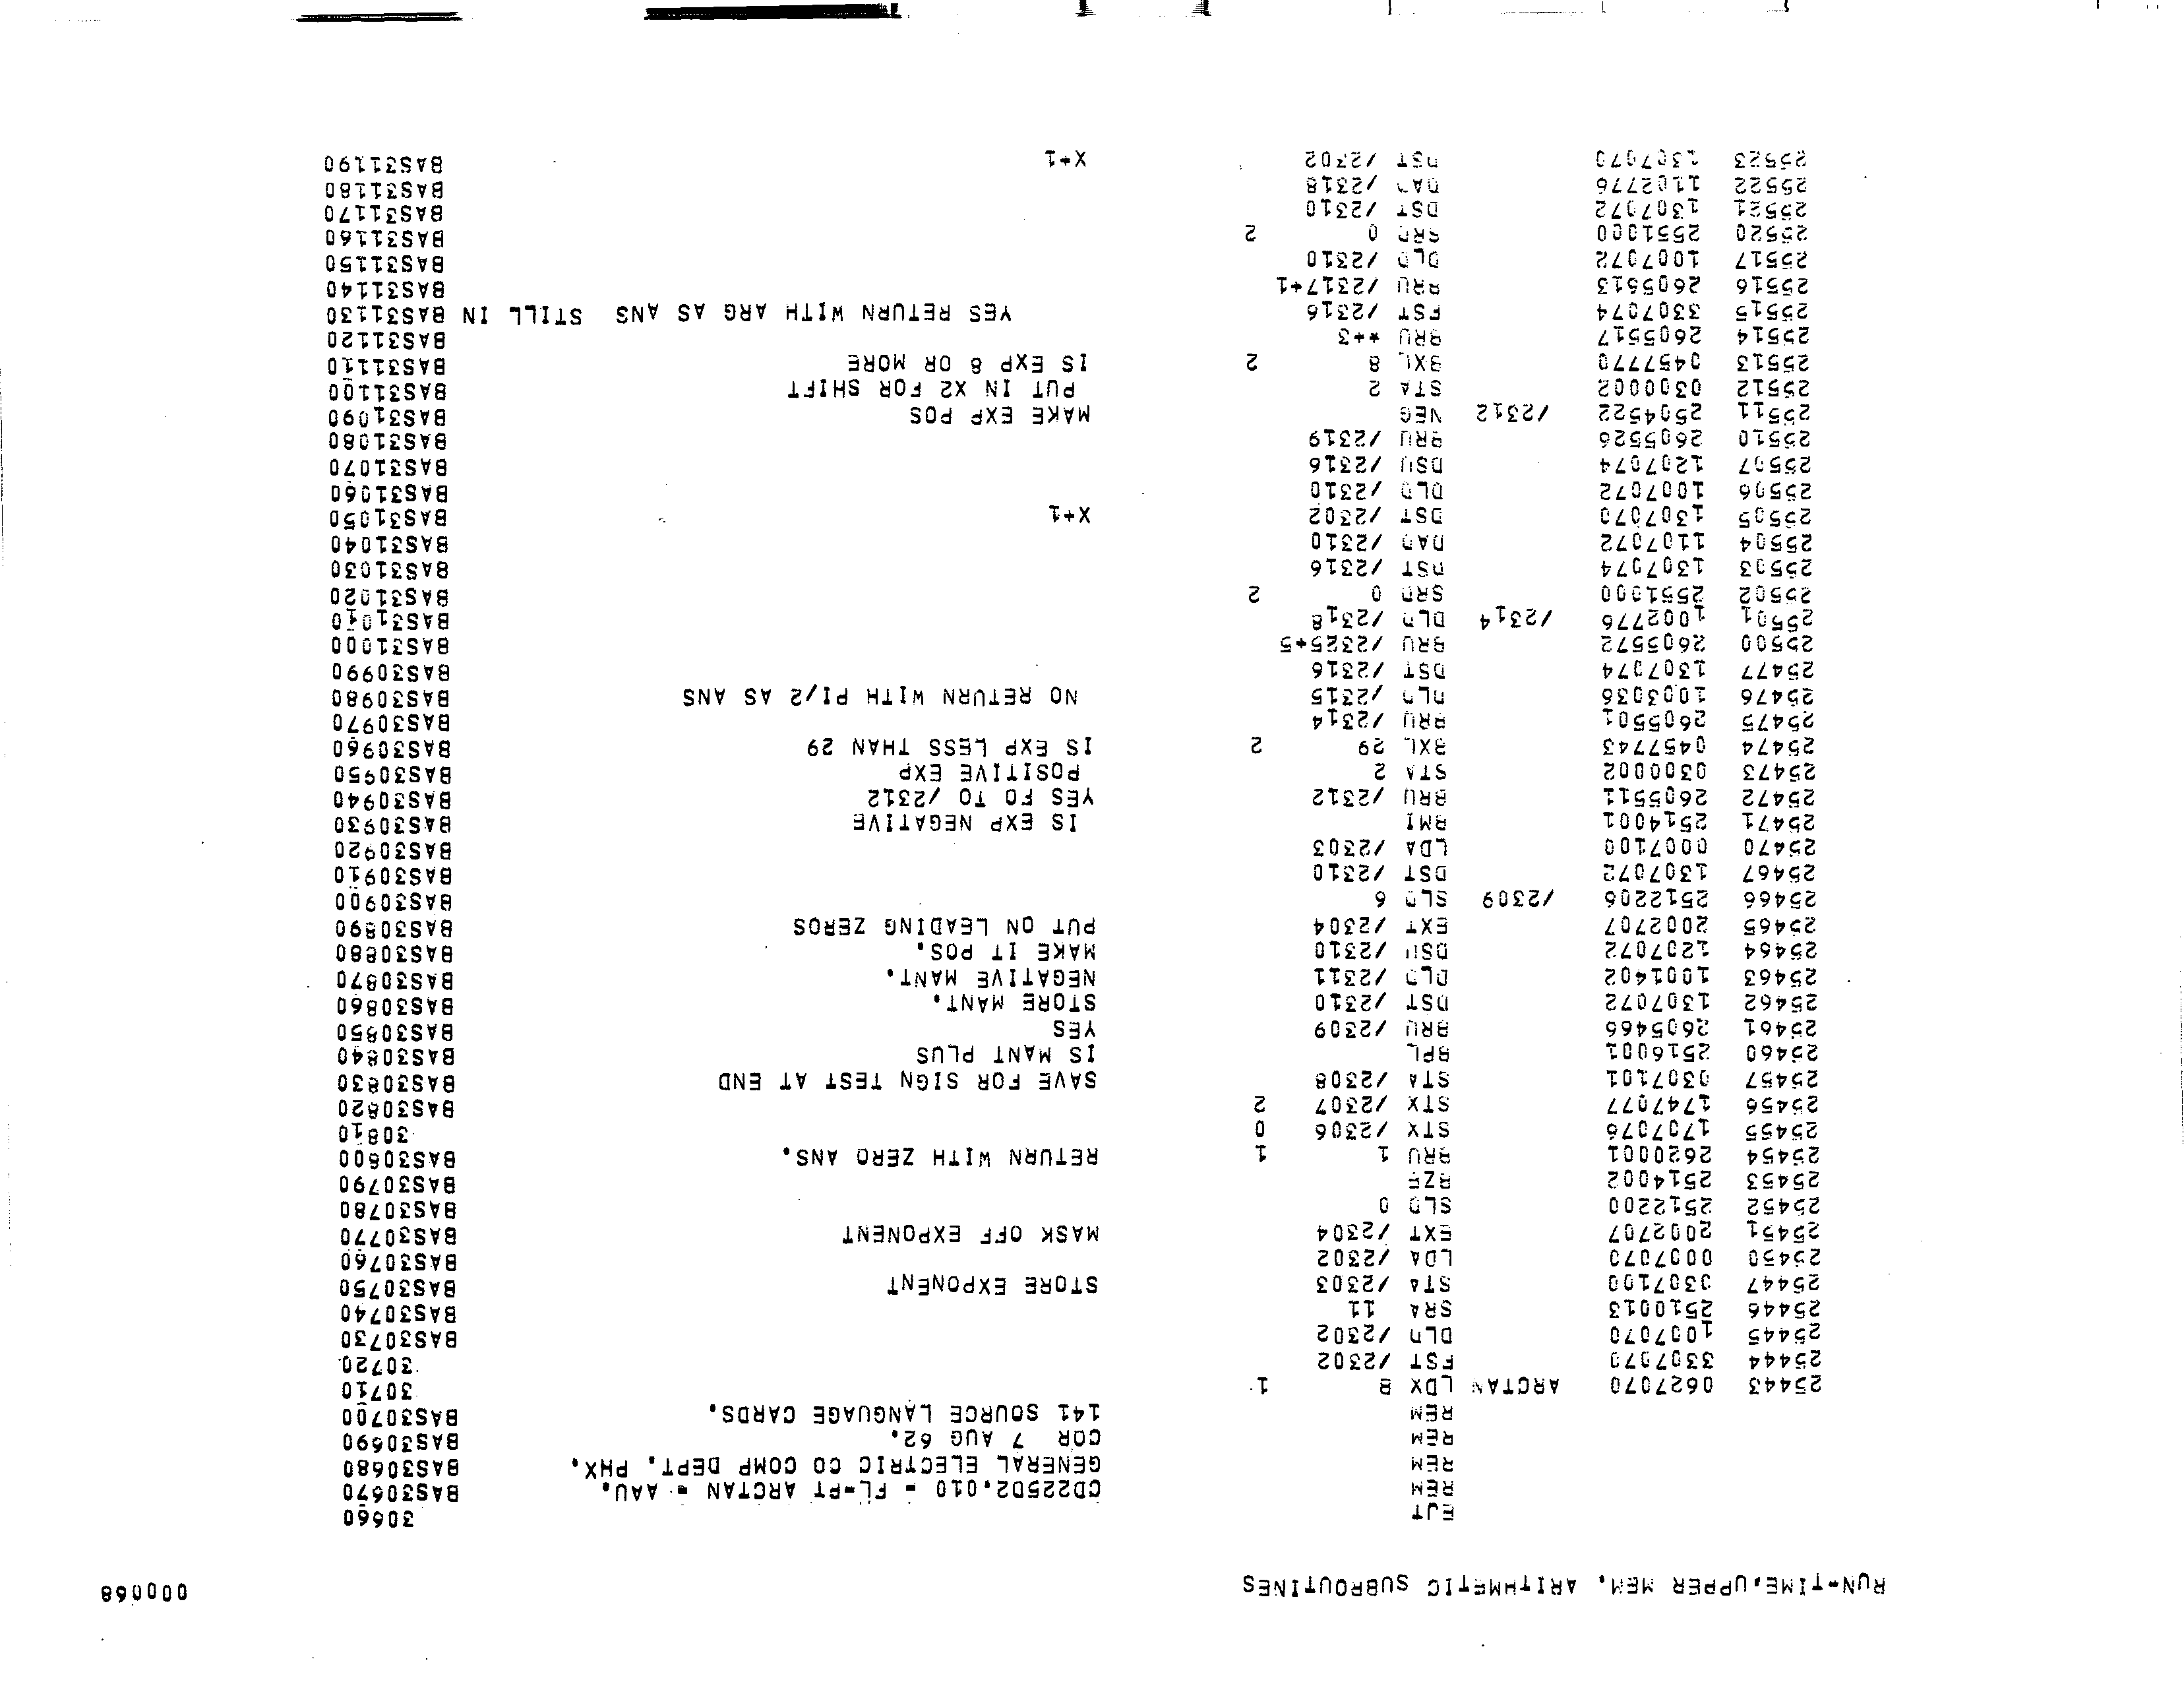 RUN-TIME,UPPER MEM. ARITHMETIC SUBROUTINES 000068
EJT 30660
REM CD225D2.010 - FL-PT ARCTAN - AAU. BAS30670
REM GENERAL ELECTRIC CO COMP DEPT. PHX. BAS30680
REM COR 7 AUG 62. BAS30690
REM 141 SOURCE LANGUAGE CARDS. BAS30700
30710
25443 0627070 ARCTAN LDX 8 1 30710
25444 3307070 FST /2302 30720
25445 1007070 DLD /2302 BAS30730
25446 2510013 SRA 11 BAS30740
25447 0307100 STA /2303 STORE EXPONENT BAS30750
25450 0007070 LDA /2302 BAS30760
25451 2002707 EXT /2304 MASK OFF EXPONENT BAS30770
25452 2512200 SLD 0 BAS30780
25453 2514002 BZE BAS30790
25454 2620001 BRU 1 1 RETURN WITH ZERO ANS. BAS30800
25455 1707076 STX /2306 0 30810
25456 1747077 STX /2307 2 BAS30820
25457 0307101 STA /2308 SAVE FOR SIGN TEST AT END BAS30830
25460 2516001 BPL IS MANT PLUS BAS30840
25461 2605466 BRU /2309 YES BAS30850
25462 1307072 DST /2310 STORE MANT. BAS30860
25463 1001402 DLD /2311 NEGATIVE MANT. BAS30870
25464 1207072 DSU /2310 MAKE IT POS. BAS30880
25465 2002707 EXT /2304 PUT ON LEADING ZEROS BAS30890
25466 2512206 /2309 SLD 6 BAS30900
25467 1307072 DST /2310 BAS30910
25470 0007100 LDA /2303 BAS30920
25471 2514001 BMI IS EXP NEGATIVE BAS30930
25472 2605511 BRU /2312 YES FO TO /2312 BAS30940
25473 0300002 STA 2 POSITIVE EXP BAS30950
25474 0457743 BXL 29 2 IS EXP LESS THAN 29 BAS30960
25475 2605501 BRU /2314 BAS30970
25476 1003036 DLD /2315 NO RETURN WITH PI/2 AS ANS BAS30980
25477 1307074 DST /2316 BAS30990
25500 2605572 BRU /2325+5 BAS31000
25501 1002776 /2314 DLD /2318 BAS31010
25502 2551000 SRD 0 2 BAS31020
25503 1307074 DST /2316 BAS31030
25504 1107072 DAD /2310 BAS31040
25505 1307070 DST /2302 X+1 BAS31050
25506 1007072 DLD /2310 BAS31060
25507 1207074 DSU /2316 BAS31070
25510 2605526 BRU /2319 BAS31080
25511 2504522 /2312 NEG MAKE EXP POS BAS31090
25512 0300002 STA 2 PUT IN X2 FOR SHIFT BAS31100
25513 0457770 BXL 8 2 IS EXP 8 OR MORE BAS31110
25514 2605517 BRU *+3 BAS31120
25515 3307074 FST /2316 YES RETURN WITH ARG AS ANS STILL IN BAS31130
25516 2605613 BRU /2317+1 BAS31140
25517 1007072 DLD /2310 BAS31150
25520 2551000 SRD 0 2 BAS31160
25521 1307072 DST /2310 BAS31170
25522 1102776 DAD /2318 BAS31180
25523 1307070 DST /2302 X+1 BAS31190